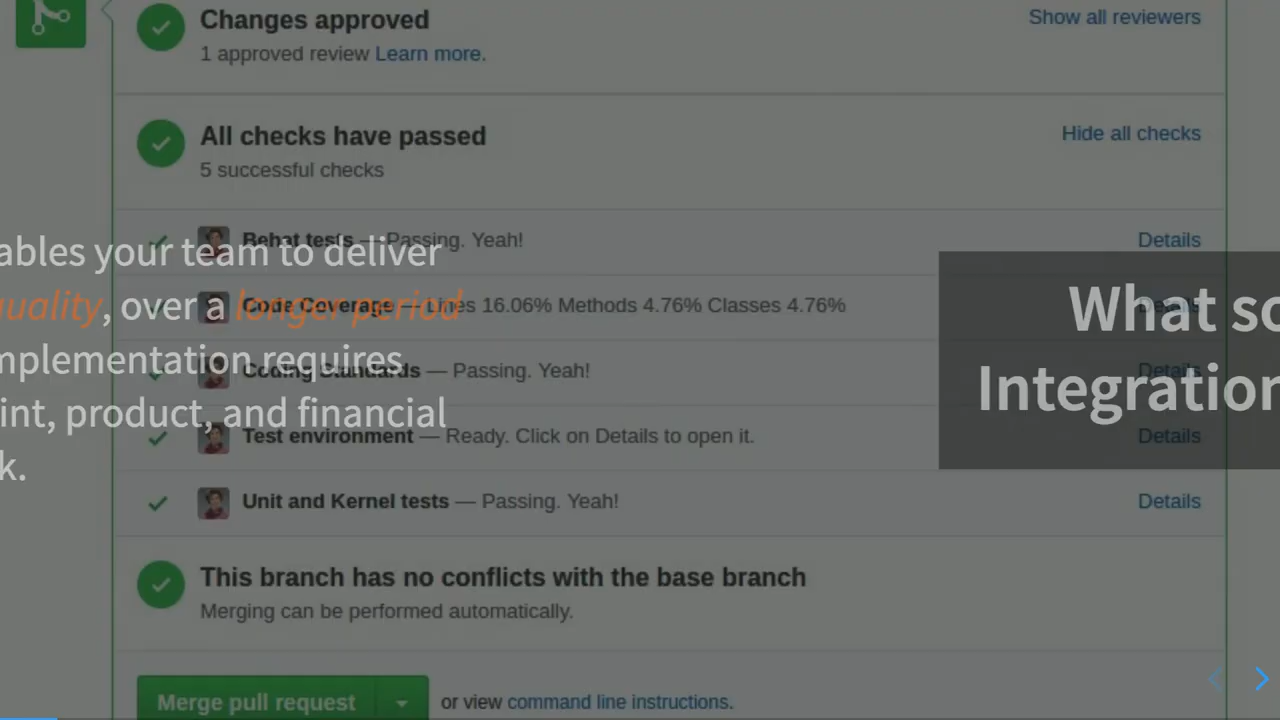 Changes approved
Show all reviewers
1 approved review Learn more.
All checks have passed
Hide all checks
5 successful checks
Behat tests — Passing. Yeah!
Details
ables your team to deliver
quality, over a longer period
mplementation requires
int, product, and financial
k.
Code Coverage — Lines 16.06% Methods 4.76% Classes 4.76%
Details
Coding Standards — Passing. Yeah!
Details
Test environment — Ready. Click on Details to open it.
Details
Unit and Kernel tests — Passing. Yeah!
Details
What so
Integration
This branch has no conflicts with the base branch
Merging can be performed automatically.
Merge pull request
or view command line instructions.